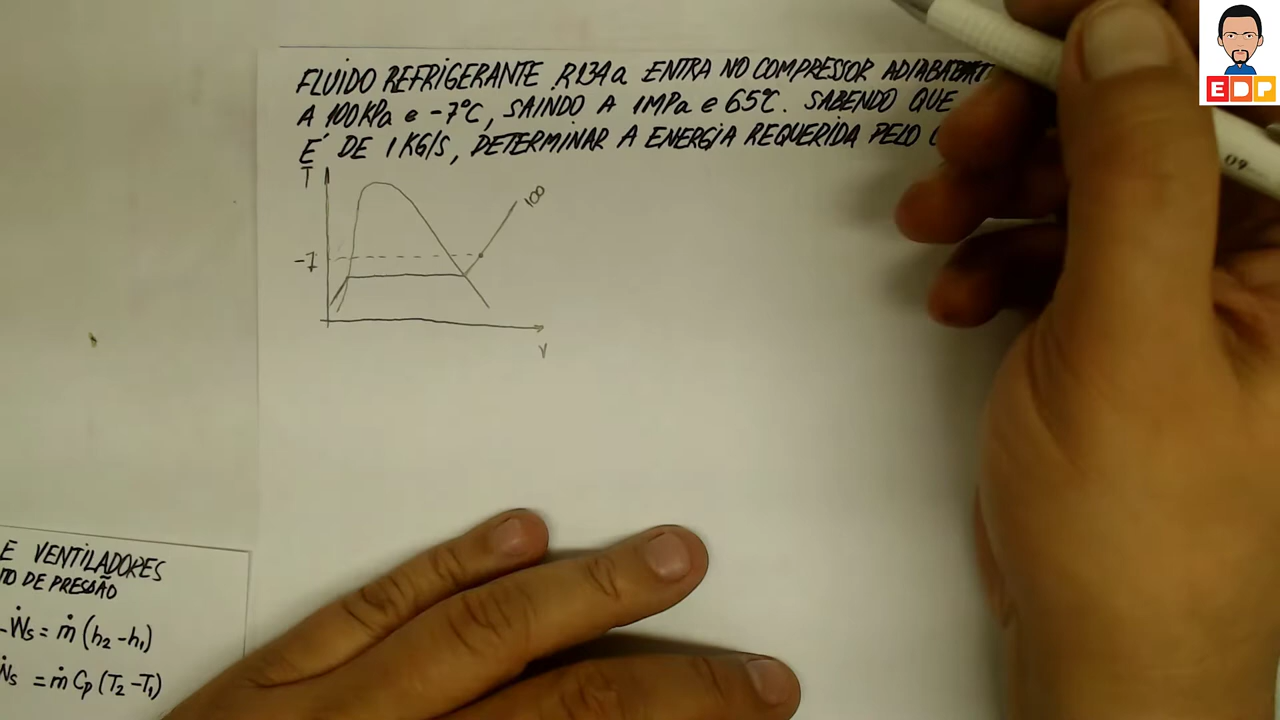 FLUIDO REFRIGERANTE R134a ENTRA NO COMPRESSOR
A 100KPa e -7°C, SAINDO A 1MPa e 65°C. SABENDO QUE
É DE 1KG/S, DETERMINAR A ENERGIA REQUERIDA PELO
T
100
-7
V
E VENTILADORES
DE PRESSÃO
-Ẇs = ṁ (h2 - h1)
Ẇs = ṁ Cp (T2 - T1)
EDP
09